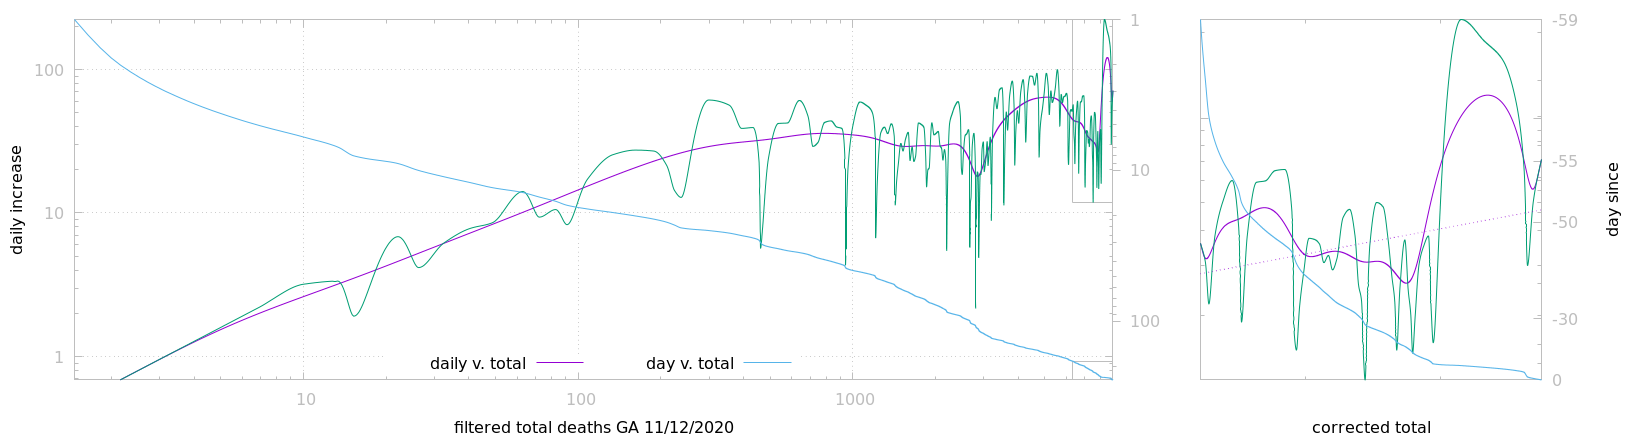 daily increase
100
10
1
10
100
1000
filtered total deaths GA 11/12/2020
daily v. total
day v. total
1
10
100
-59
-55
-50
-30
0
day since
corrected total